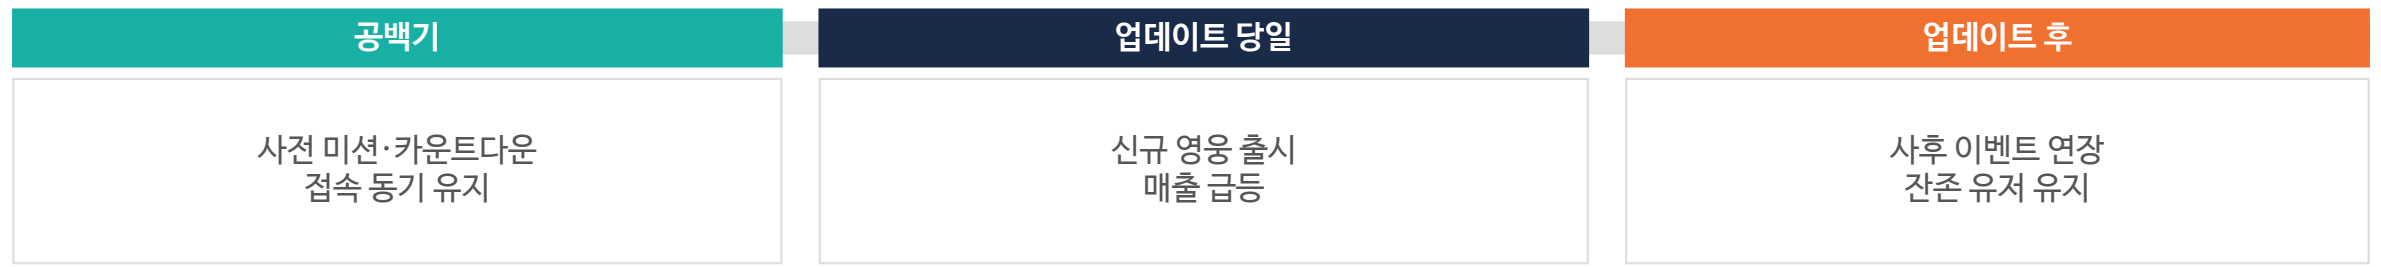 공백기
사전 미션·카운트다운
접속 동기 유지
업데이트 당일
신규 영웅 출시
매출 급등
업데이트 후
사후 이벤트 연장
잔존 유저 유지